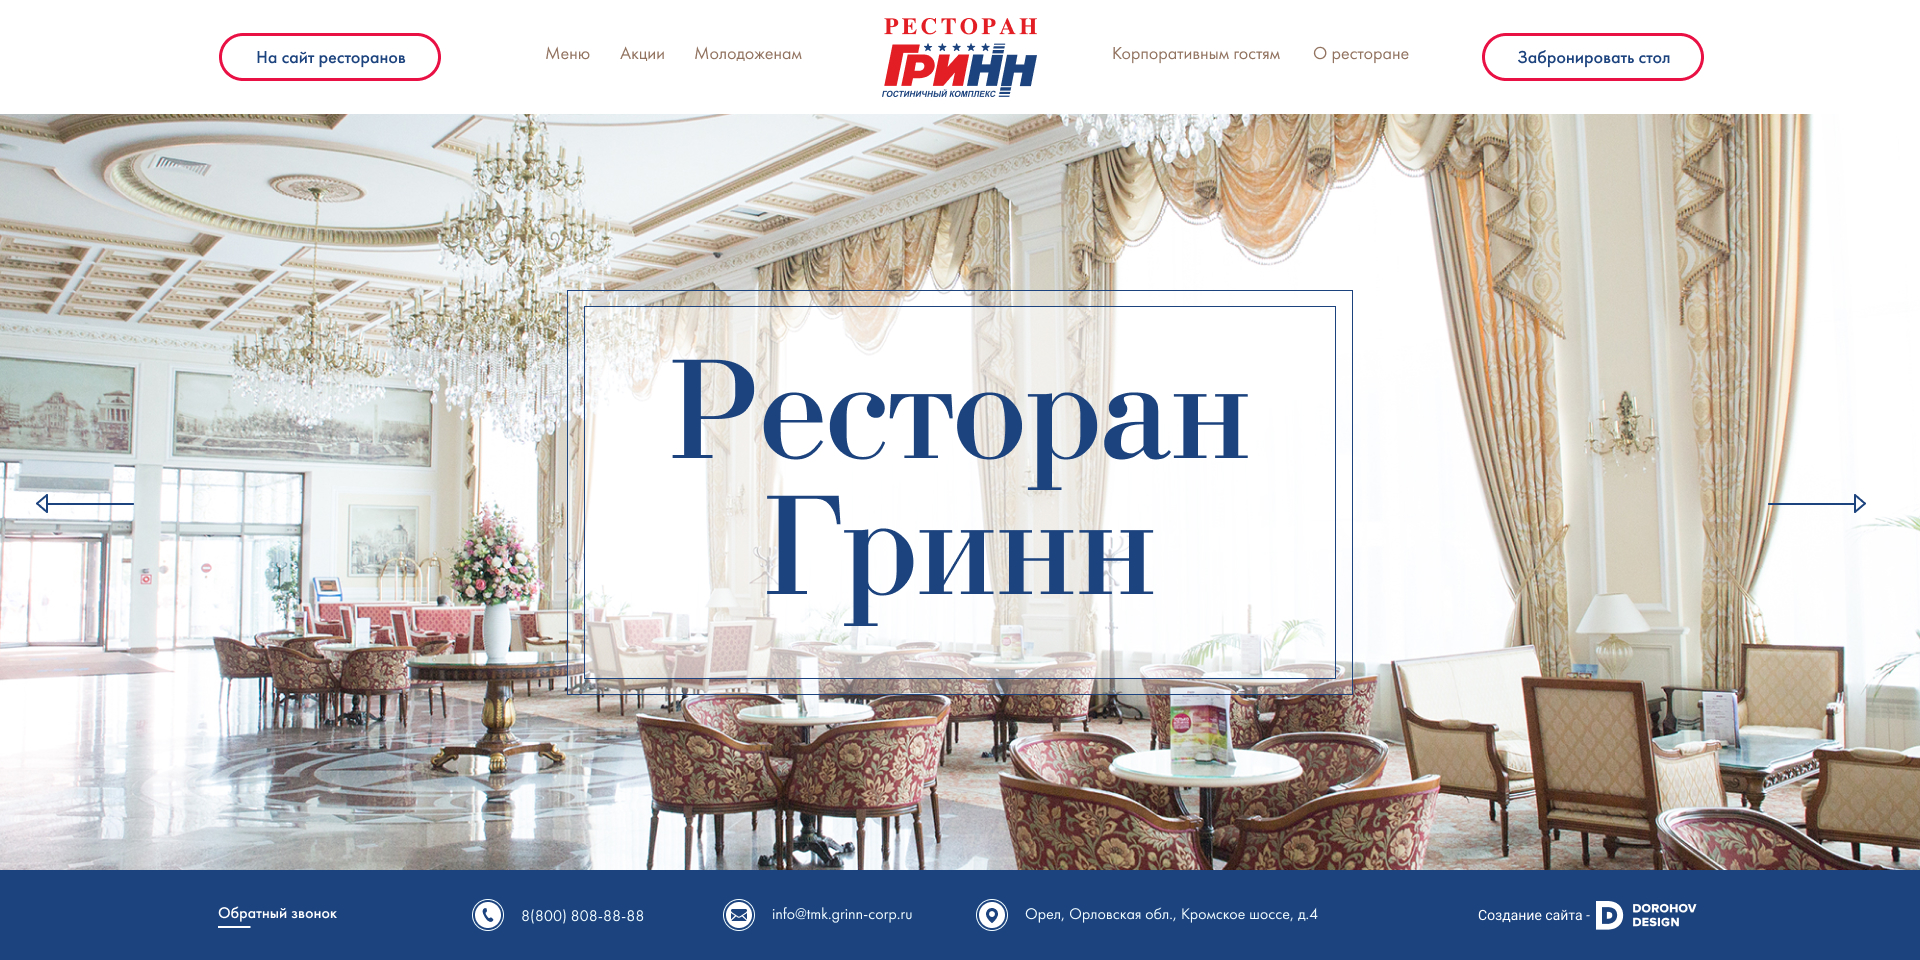 На сайт ресторанов
Меню
Акции
Молодоженам
РЕСТОРАН
ГРИНН
ГОСТИНИЧНЫЙ КОМПЛЕКС
Корпоративным гостям
О ресторане
Забронировать стол
Ресторан
Гринн
Обратный звонок
8(800) 808-88-88
info@tmk.grinn-corp.ru
Орел, Орловская обл., Кромское шоссе, д.4
Создание сайта -
DOROHOV
DESIGN